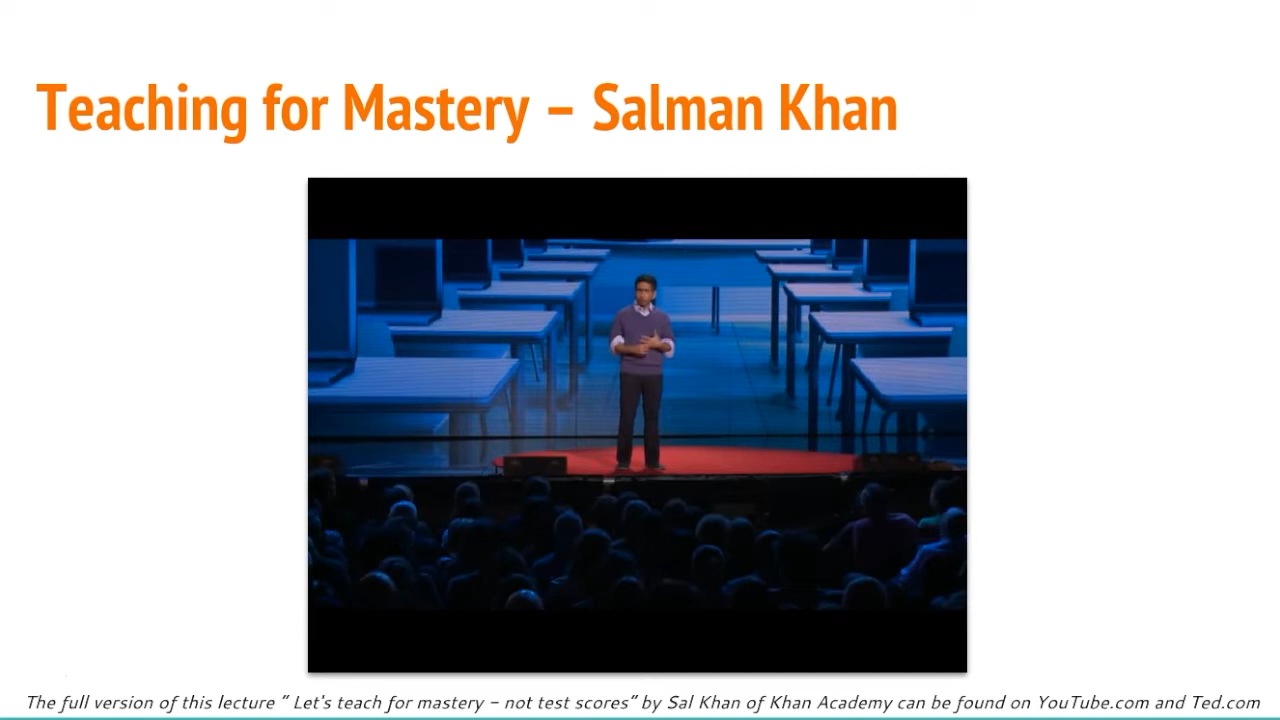 Teaching for Mastery – Salman Khan
The full version of this lecture “ Let's teach for mastery – not test scores” by Sal Khan of Khan Academy can be found on YouTube.com and Ted.com